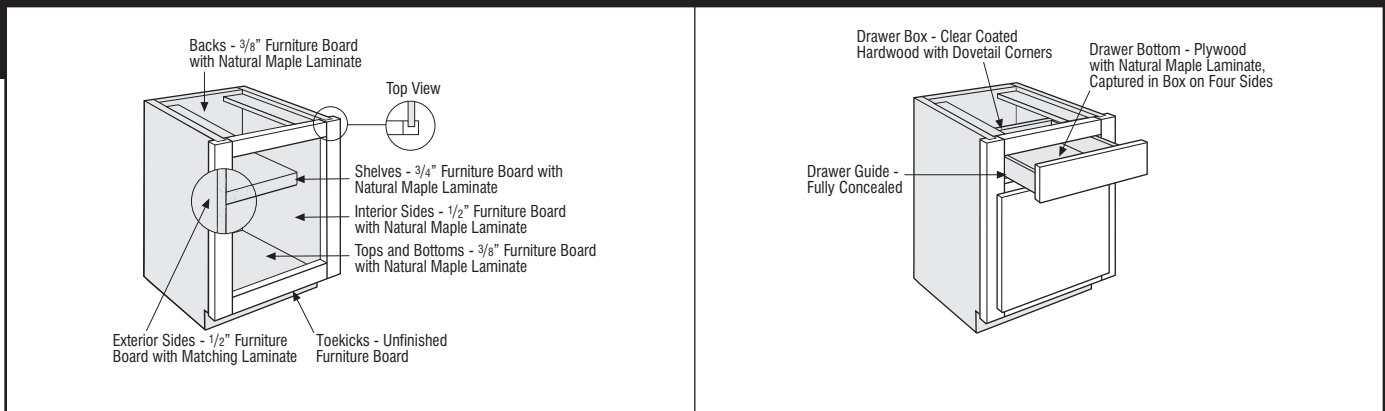 Backs - 3/8” Furniture Board
with Natural Maple Laminate
Top View
Shelves - 3/4” Furniture Board with
Natural Maple Laminate
Interior Sides - 1/2” Furniture Board
with Natural Maple Laminate
Tops and Bottoms - 3/8” Furniture Board
with Natural Maple Laminate
Exterior Sides - 1/2” Furniture
Board with Matching Laminate
Toekicks - Unfinished
Furniture Board
Drawer Box - Clear Coated
Hardwood with Dovetail Corners
Drawer Bottom - Plywood
with Natural Maple Laminate,
Captured in Box on Four Sides
Drawer Guide -
Fully Concealed